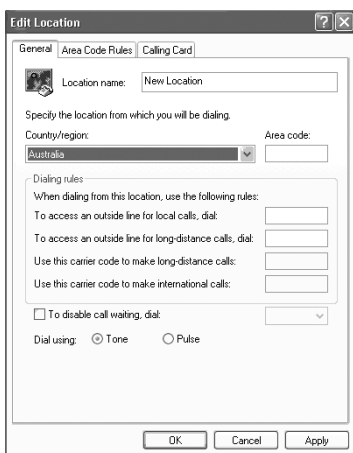 Edit Location
General
Area Code Rules
Calling Card
Location name:
New Location
Specify the location from which you will be dialing.
Country/region:
Area code:
Australia
Dialing rules
When dialing from this location, use the following rules:
To access an outside line for local calls, dial:
To access an outside line for long-distance calls, dial:
Use this carrier code to make long-distance calls:
Use this carrier code to make international calls:
To disable call waiting, dial:
Dial using:
Tone
Pulse
OK
Cancel
Apply